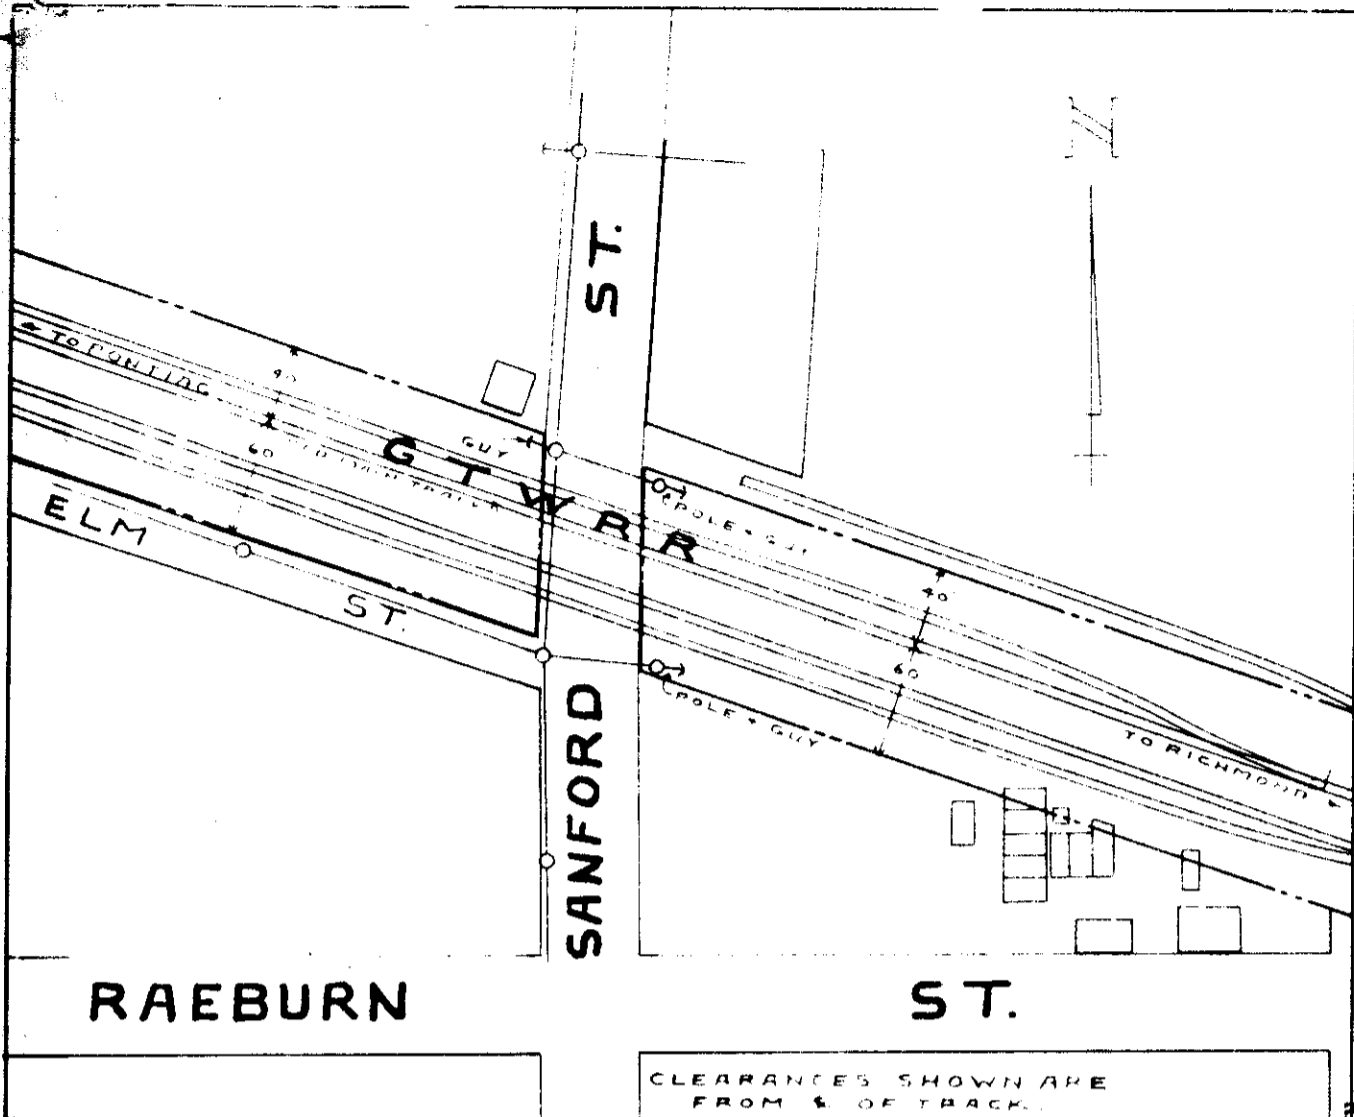 N
ST.
← TO PONTIAC
40
60
GUY
G T W R R
POLE + GUY
ELM ST.
40
60
POLE + GUY
TO RICHMOND
SANFORD
RAEBURN ST.
CLEARANCES SHOWN ARE
FROM ℄ OF TRACK.